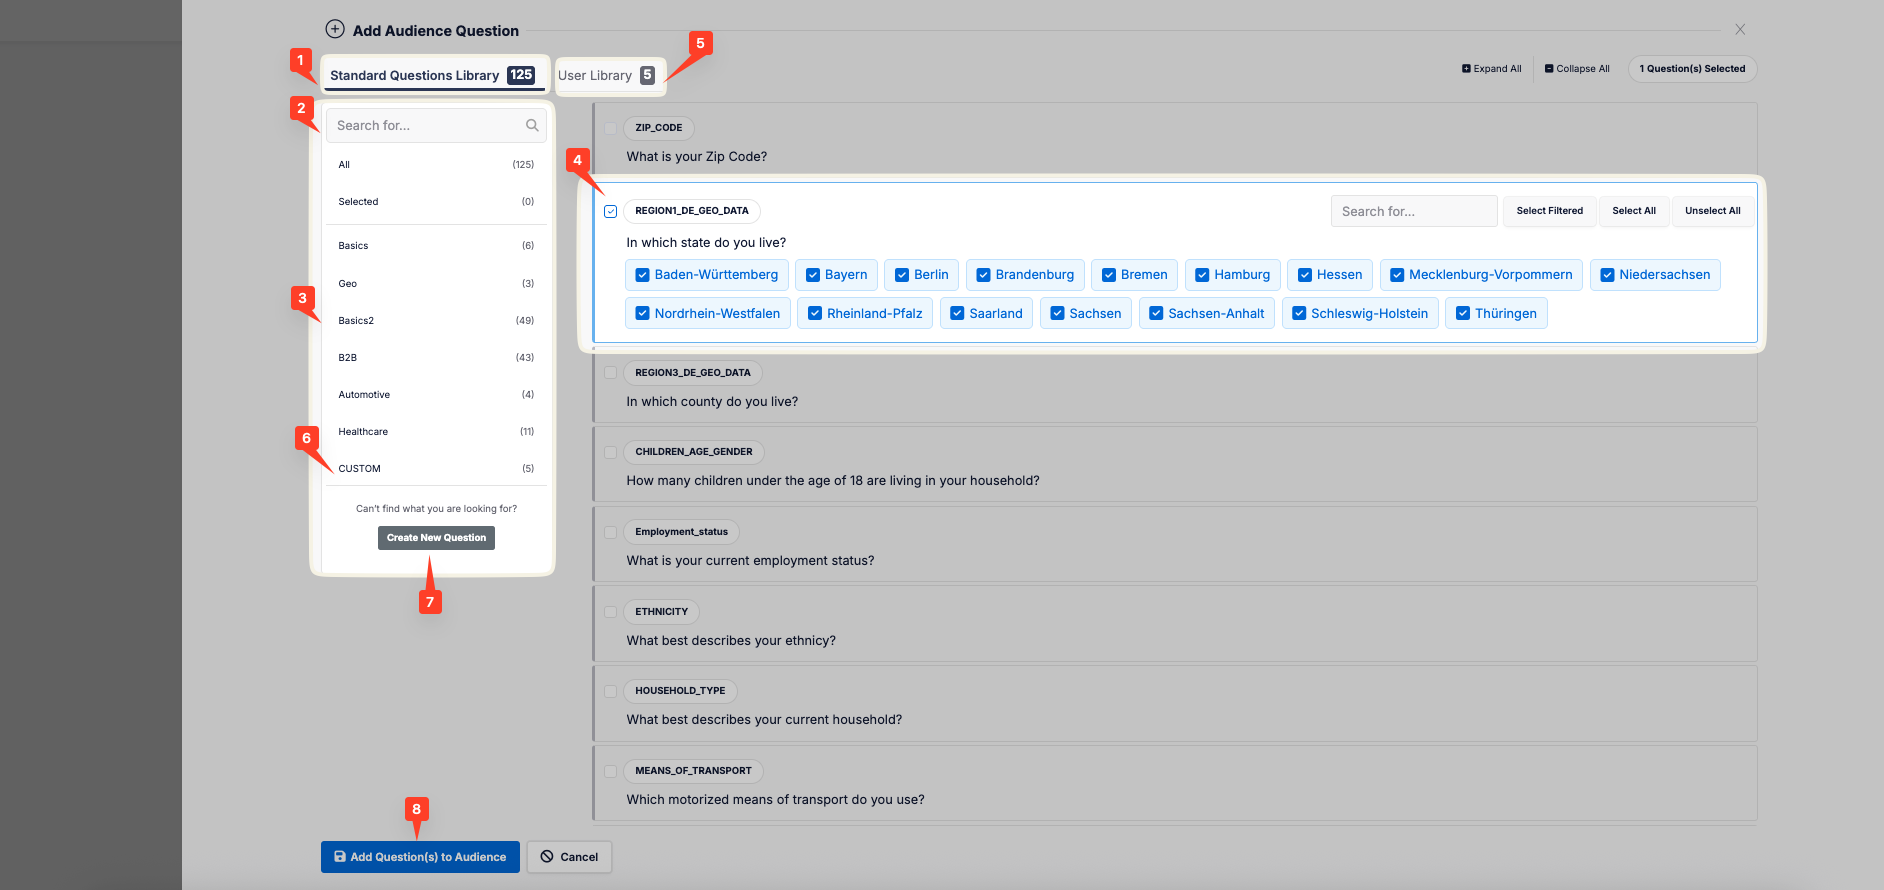 Add Audience Question
1
Standard Questions Library 125
User Library 5
5
Expand All
Collapse All
1 Question(s) Selected
2
Search for...
All (125)
Selected (0)
Basics (6)
Geo (3)
3
Basics2 (49)
B2B (43)
Automotive (4)
Healthcare (11)
6
CUSTOM (5)
Can't find what you are looking for?
Create New Question
7
ZIP_CODE
What is your Zip Code?
4
REGION1_DE_GEO_DATA
Search for...
Select Filtered
Select All
Unselect All
In which state do you live?
Baden-Württemberg Bayern Berlin Brandenburg Bremen Hamburg Hessen Mecklenburg-Vorpommern Niedersachsen
Nordrhein-Westfalen Rheinland-Pfalz Saarland Sachsen Sachsen-Anhalt Schleswig-Holstein Thüringen
REGION3_DE_GEO_DATA
In which county do you live?
CHILDREN_AGE_GENDER
How many children under the age of 18 are living in your household?
Employment_status
What is your current employment status?
ETHNICITY
What best describes your ethnicy?
HOUSEHOLD_TYPE
What best describes your current household?
MEANS_OF_TRANSPORT
Which motorized means of transport do you use?
8
Add Question(s) to Audience
Cancel